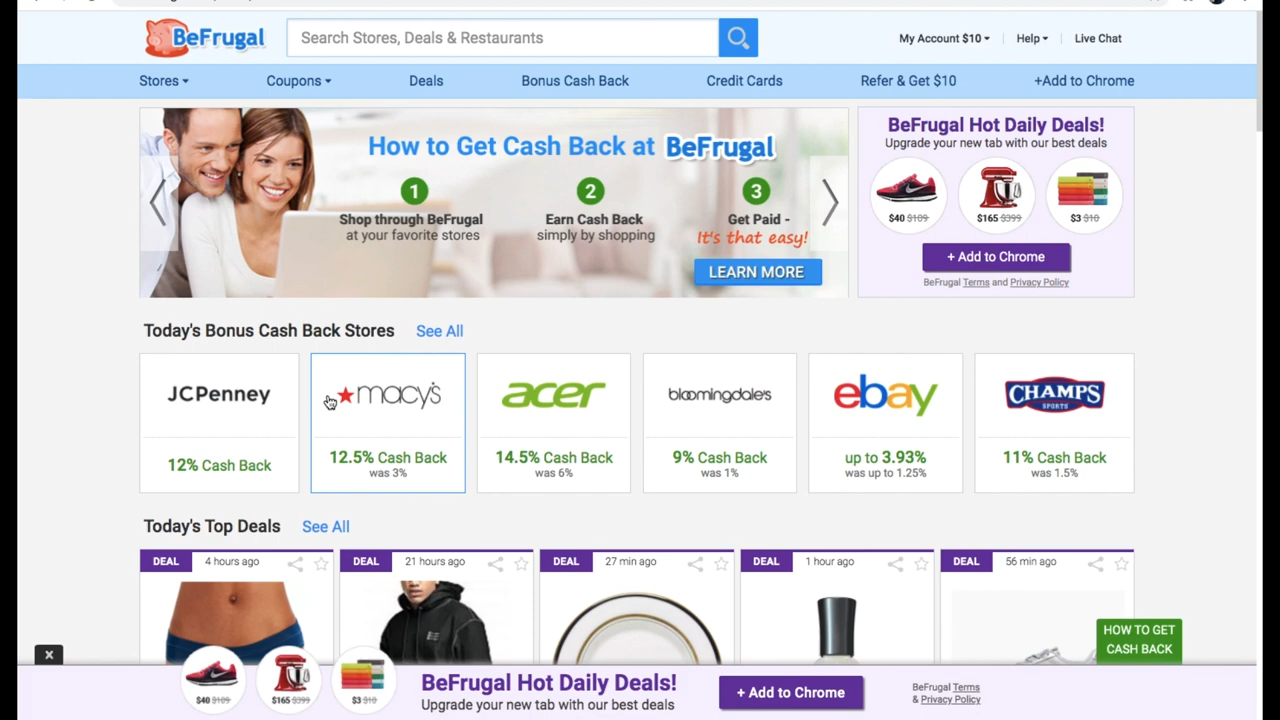 BeFrugal
Search Stores, Deals & Restaurants
My Account $10
Help
Live Chat
Stores
Coupons
Deals
Bonus Cash Back
Credit Cards
Refer & Get $10
+Add to Chrome
How to Get Cash Back at BeFrugal
1
Shop through BeFrugal
at your favorite stores
2
Earn Cash Back
simply by shopping
3
Get Paid -
It's that easy!
LEARN MORE
BeFrugal Hot Daily Deals!
Upgrade your new tab with our best deals
$40 $109
$165 $399
$3 $10
+ Add to Chrome
BeFrugal Terms and Privacy Policy
Today's Bonus Cash Back Stores See All
JCPenney
12% Cash Back
macy's
12.5% Cash Back
was 3%
acer
14.5% Cash Back
was 6%
bloomingdale's
9% Cash Back
was 1%
ebay
up to 3.93%
was up to 1.25%
CHAMPS
SPORTS
11% Cash Back
was 1.5%
Today's Top Deals See All
DEAL 4 hours ago
DEAL 21 hours ago
DEAL 27 min ago
DEAL 1 hour ago
DEAL 56 min ago
HOW TO GET
CASH BACK
x
$40 $109
$165 $399
$3 $10
BeFrugal Hot Daily Deals!
Upgrade your new tab with our best deals
+ Add to Chrome
BeFrugal Terms
& Privacy Policy